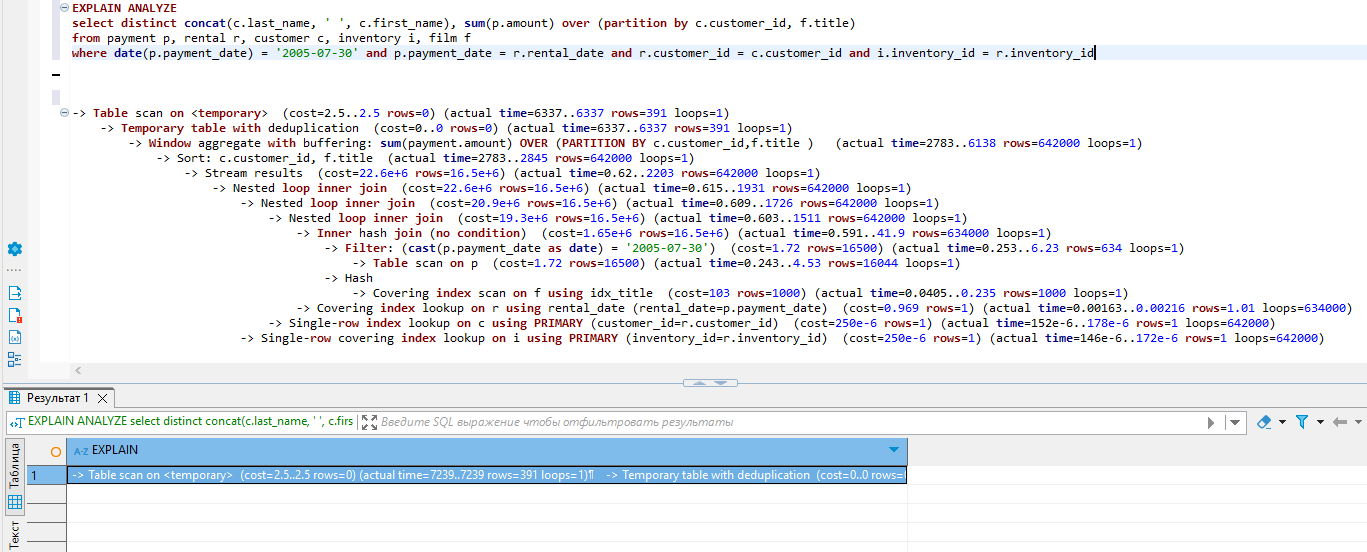 EXPLAIN ANALYZE
select distinct concat(c.last_name, ' ', c.first_name), sum(p.amount) over (partition by c.customer_id, f.title)
from payment p, rental r, customer c, inventory i, film f
where date(p.payment_date) = '2005-07-30' and p.payment_date = r.rental_date and r.customer_id = c.customer_id and i.inventory_id = r.inventory_id
-> Table scan on <temporary>  (cost=2.5..2.5 rows=0) (actual time=6337..6337 rows=391 loops=1)
-> Temporary table with deduplication  (cost=0..0 rows=0) (actual time=6337..6337 rows=391 loops=1)
-> Window aggregate with buffering: sum(payment.amount) OVER (PARTITION BY c.customer_id,f.title )   (actual time=2783..6138 rows=642000 loops=1)
-> Sort: c.customer_id, f.title  (actual time=2783..2845 rows=642000 loops=1)
-> Stream results  (cost=22.6e+6 rows=16.5e+6) (actual time=0.62..2203 rows=642000 loops=1)
-> Nested loop inner join  (cost=22.6e+6 rows=16.5e+6) (actual time=0.615..1931 rows=642000 loops=1)
-> Nested loop inner join  (cost=20.9e+6 rows=16.5e+6) (actual time=0.609..1726 rows=642000 loops=1)
-> Nested loop inner join  (cost=19.3e+6 rows=16.5e+6) (actual time=0.603..1511 rows=642000 loops=1)
-> Inner hash join (no condition)  (cost=1.65e+6 rows=16.5e+6) (actual time=0.591..41.9 rows=634000 loops=1)
-> Filter: (cast(p.payment_date as date) = '2005-07-30')  (cost=1.72 rows=16500) (actual time=0.253..6.23 rows=634 loops=1)
-> Table scan on p  (cost=1.72 rows=16500) (actual time=0.243..4.53 rows=16044 loops=1)
-> Hash
-> Covering index scan on f using idx_title  (cost=103 rows=1000) (actual time=0.0405..0.235 rows=1000 loops=1)
-> Covering index lookup on r using rental_date (rental_date=p.payment_date)  (cost=0.969 rows=1) (actual time=0.00163..0.00216 rows=1.01 loops=634000)
-> Single-row index lookup on c using PRIMARY (customer_id=r.customer_id)  (cost=250e-6 rows=1) (actual time=152e-6..178e-6 rows=1 loops=642000)
-> Single-row covering index lookup on i using PRIMARY (inventory_id=r.inventory_id)  (cost=250e-6 rows=1) (actual time=146e-6..172e-6 rows=1 loops=642000)
Результат 1
EXPLAIN ANALYZE select distinct concat(c.last_name, ' ', c.firs
Введите SQL выражение чтобы отфильтровать результаты
Таблица
A-Z EXPLAIN
1
-> Table scan on <temporary>  (cost=2.5..2.5 rows=0) (actual time=7239..7239 rows=391 loops=1)¶    -> Temporary table with deduplication  (cost=0..0 rows=
Текст